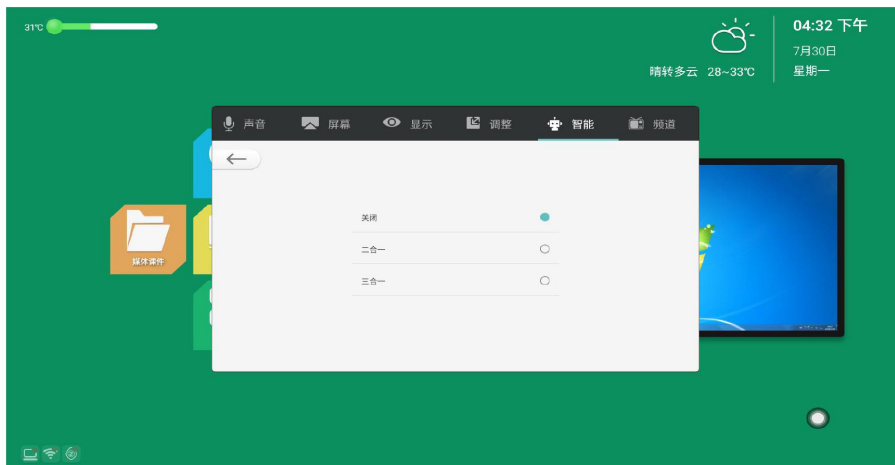 31℃
04:32 下午
7月30日
晴转多云 28~33℃
星期一
声音 屏幕 显示 调整 智能 频道
关闭
二合一
三合一
媒体课件